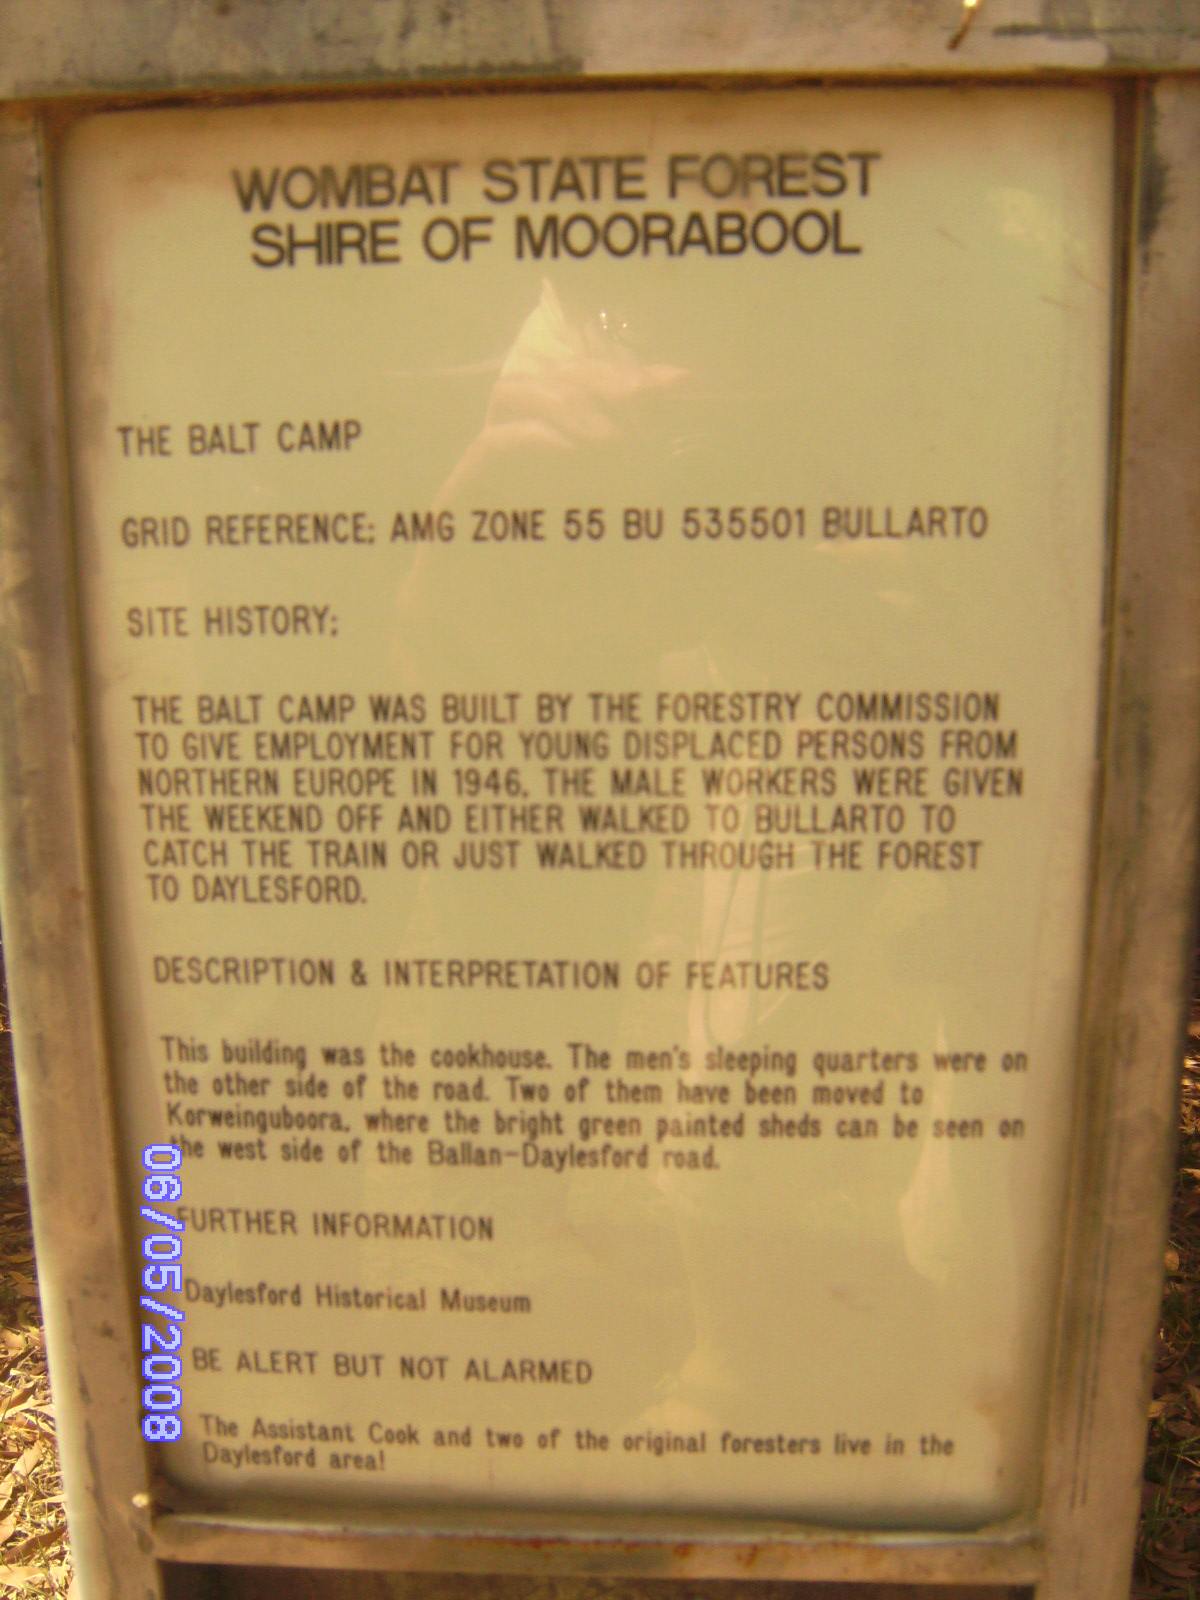 WOMBAT STATE FOREST
SHIRE OF MOORABOOL
THE BALT CAMP
GRID REFERENCE: AMG ZONE 55 BU 535501 BULLARTO
SITE HISTORY:
THE BALT CAMP WAS BUILT BY THE FORESTRY COMMISSION
TO GIVE EMPLOYMENT FOR YOUNG DISPLACED PERSONS FROM
NORTHERN EUROPE IN 1946. THE MALE WORKERS WERE GIVEN
THE WEEKEND OFF AND EITHER WALKED TO BULLARTO TO
CATCH THE TRAIN OR JUST WALKED THROUGH THE FOREST
TO DAYLESFORD.
DESCRIPTION & INTERPRETATION OF FEATURES
This building was the cookhouse. The men's sleeping quarters were on
the other side of the road. Two of them have been moved to
Korweinguboora, where the bright green painted sheds can be seen on
the west side of the Ballan-Daylesford road.
FURTHER INFORMATION
Daylesford Historical Museum
BE ALERT BUT NOT ALARMED
The Assistant Cook and two of the original foresters live in the
Daylesford area!
06/05/2008